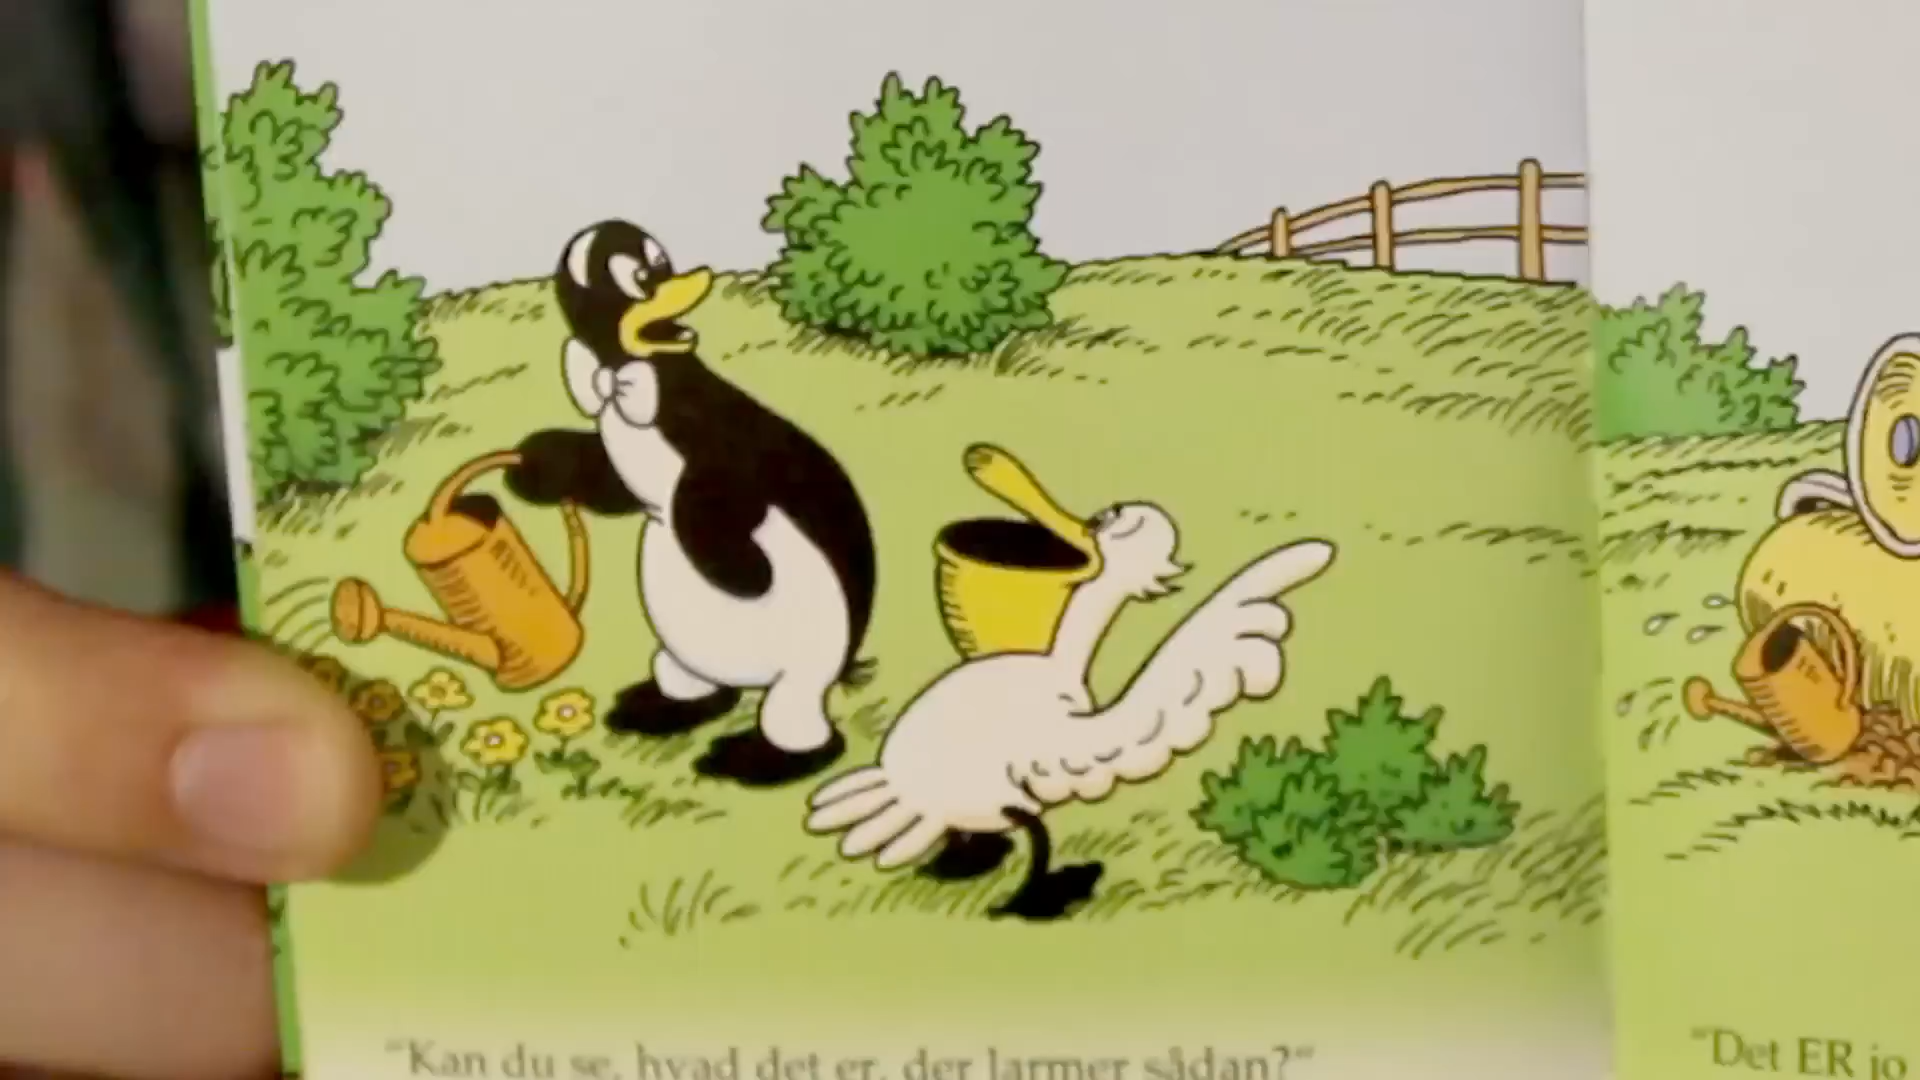 "Kan du se, hvad det er, der larmer sådan?"
"Det ER jo